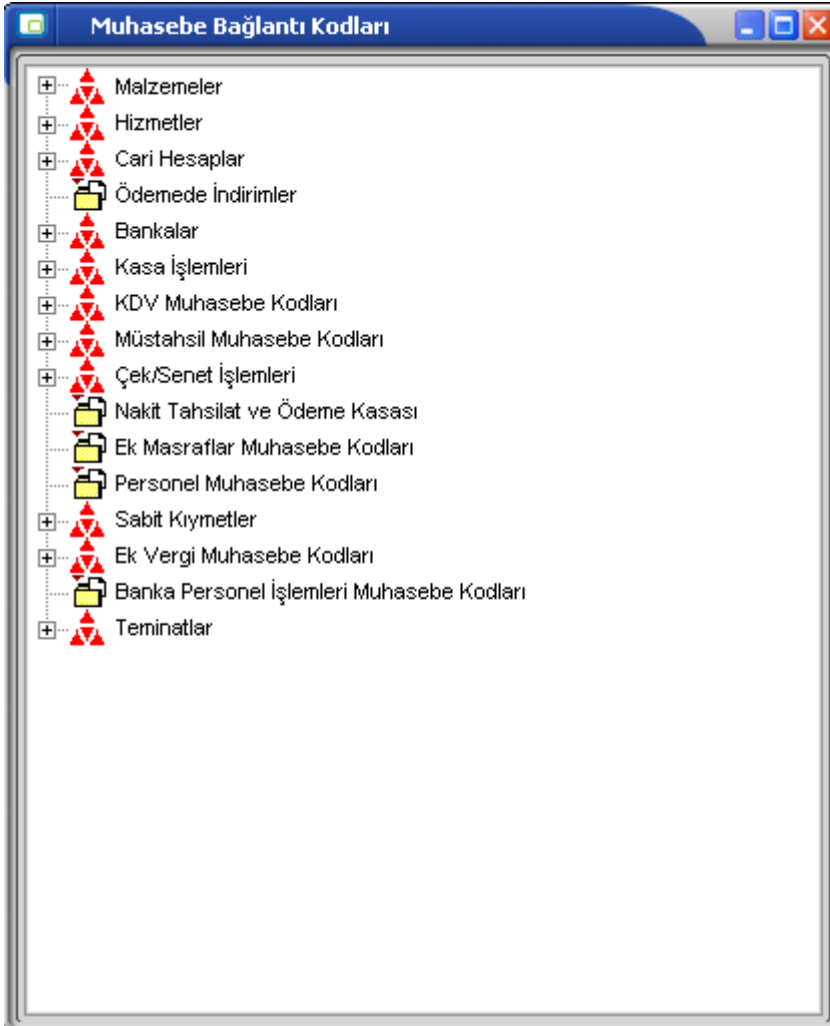 Muhasebe Bağlantı Kodları
Malzemeler
Hizmetler
Cari Hesaplar
Ödemede İndirimler
Bankalar
Kasa İşlemleri
KDV Muhasebe Kodları
Müstahsil Muhasebe Kodları
Çek/Senet İşlemleri
Nakit Tahsilat ve Ödeme Kasası
Ek Masraflar Muhasebe Kodları
Personel Muhasebe Kodları
Sabit Kıymetler
Ek Vergi Muhasebe Kodları
Banka Personel İşlemleri Muhasebe Kodları
Teminatlar